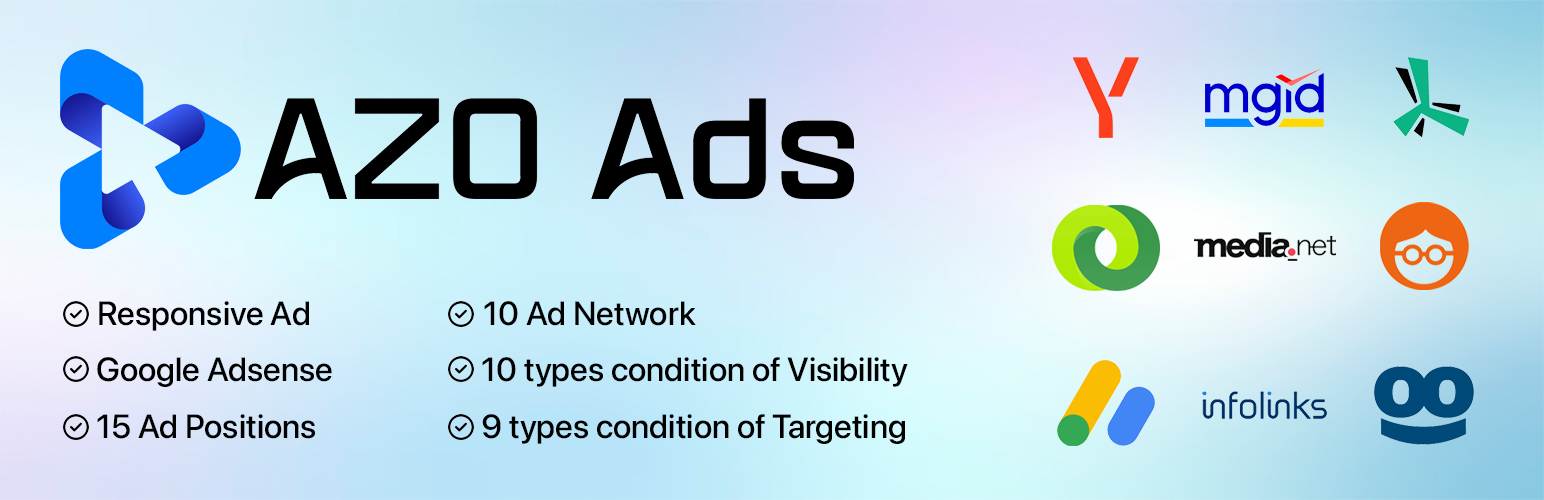 AZO Ads
Responsive Ad
Google Adsense
15 Ad Positions
10 Ad Network
10 types condition of Visibility
9 types condition of Targeting
Y
mgid
media.net
infolinks